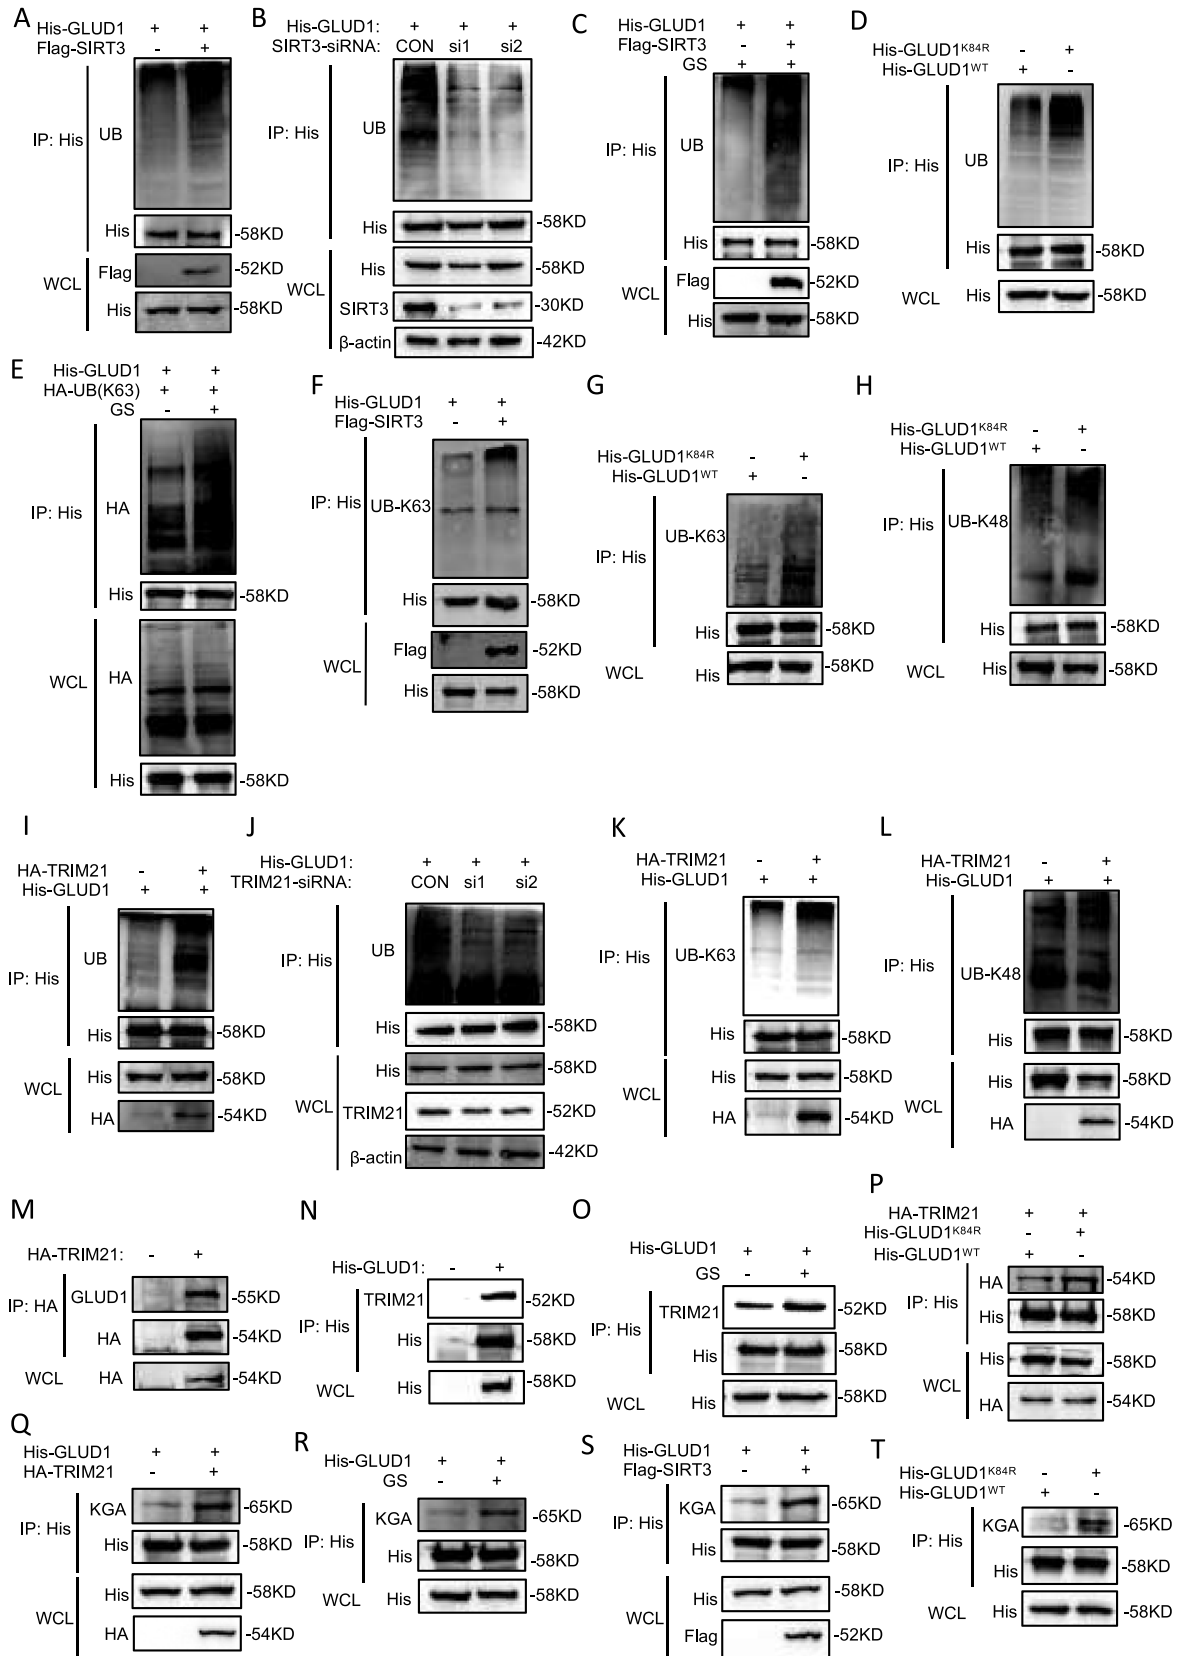 A
His-GLUD1 + +
Flag-SIRT3 - +
IP: His
UB
His -58KD
WCL
Flag -52KD
His -58KD
B
His-GLUD1: + + +
SIRT3-siRNA: CON si1 si2
IP: His
UB
His -58KD
WCL
His -58KD
SIRT3 -30KD
β-actin -42KD
C
His-GLUD1 + +
Flag-SIRT3 - +
GS + +
IP: His
UB
His -58KD
WCL
Flag -52KD
His -58KD
D
His-GLUD1K84R - +
His-GLUD1WT + -
IP: His
UB
His -58KD
WCL His -58KD
E
His-GLUD1 + +
HA-UB(K63) + +
GS - +
IP: His
HA
His -58KD
WCL
HA
His -58KD
F
His-GLUD1 + +
Flag-SIRT3 - +
IP: His
UB-K63
His -58KD
WCL
Flag -52KD
His -58KD
G
His-GLUD1K84R - +
His-GLUD1WT + -
IP: His
UB-K63
His -58KD
WCL His -58KD
H
His-GLUD1K84R - +
His-GLUD1WT + -
IP: His
UB-K48
His -58KD
WCL His -58KD
I
HA-TRIM21 - +
His-GLUD1 + +
IP: His
UB
His -58KD
WCL
His -58KD
HA -54KD
J
His-GLUD1: + + +
TRIM21-siRNA: CON si1 si2
IP: His
UB
His -58KD
WCL
His -58KD
TRIM21 -52KD
β-actin -42KD
K
HA-TRIM21 - +
His-GLUD1 + +
IP: His
UB-K63
His -58KD
WCL
His -58KD
HA -54KD
L
HA-TRIM21 - +
His-GLUD1 + +
IP: His
UB-K48
His -58KD
WCL
His -58KD
HA -54KD
M
HA-TRIM21: - +
IP: HA
GLUD1 -55KD
HA -54KD
WCL HA -54KD
N
His-GLUD1: - +
IP: His
TRIM21 -52KD
His -58KD
WCL His -58KD
O
His-GLUD1 + +
GS - +
IP: His
TRIM21 -52KD
His -58KD
WCL His -58KD
P
HA-TRIM21 + +
His-GLUD1K84R - +
His-GLUD1WT + -
IP: His
HA -54KD
His -58KD
WCL
His -58KD
HA -54KD
Q
His-GLUD1 + +
HA-TRIM21 - +
IP: His
KGA -65KD
His -58KD
WCL
His -58KD
HA -54KD
R
His-GLUD1 + +
GS - +
IP: His
KGA -65KD
His -58KD
WCL His -58KD
S
His-GLUD1 + +
Flag-SIRT3 - +
IP: His
KGA -65KD
His -58KD
WCL
His -58KD
Flag -52KD
T
His-GLUD1K84R - +
His-GLUD1WT + -
IP: His
KGA -65KD
His -58KD
WCL His -58KD